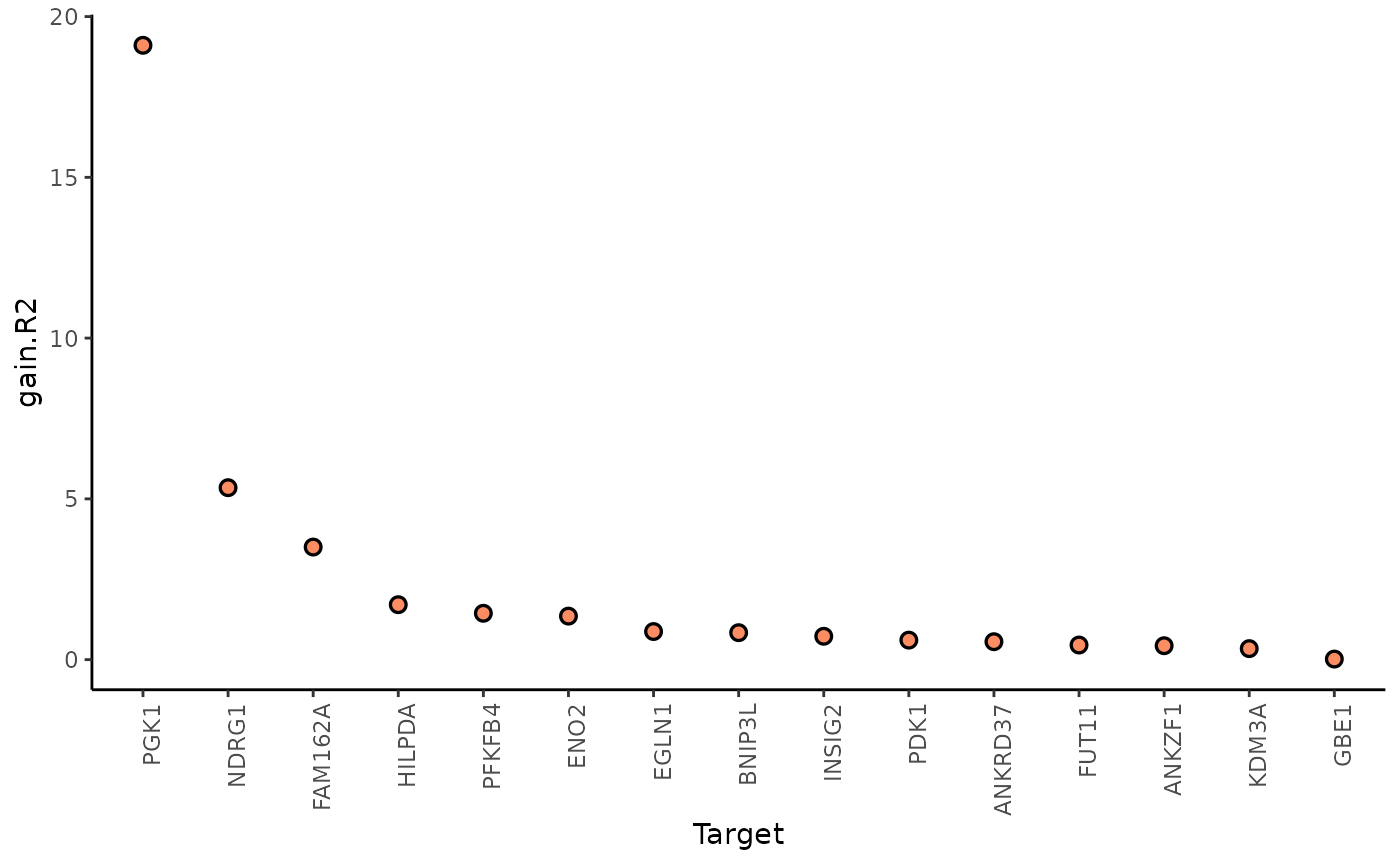 20
15
10
5
0
gain.R2
PGK1
NDRG1
FAM162A
HILPDA
PFKFB4
ENO2
EGLN1
BNIP3L
INSIG2
PDK1
ANKRD37
FUT11
ANKZF1
KDM3A
GBE1
Target